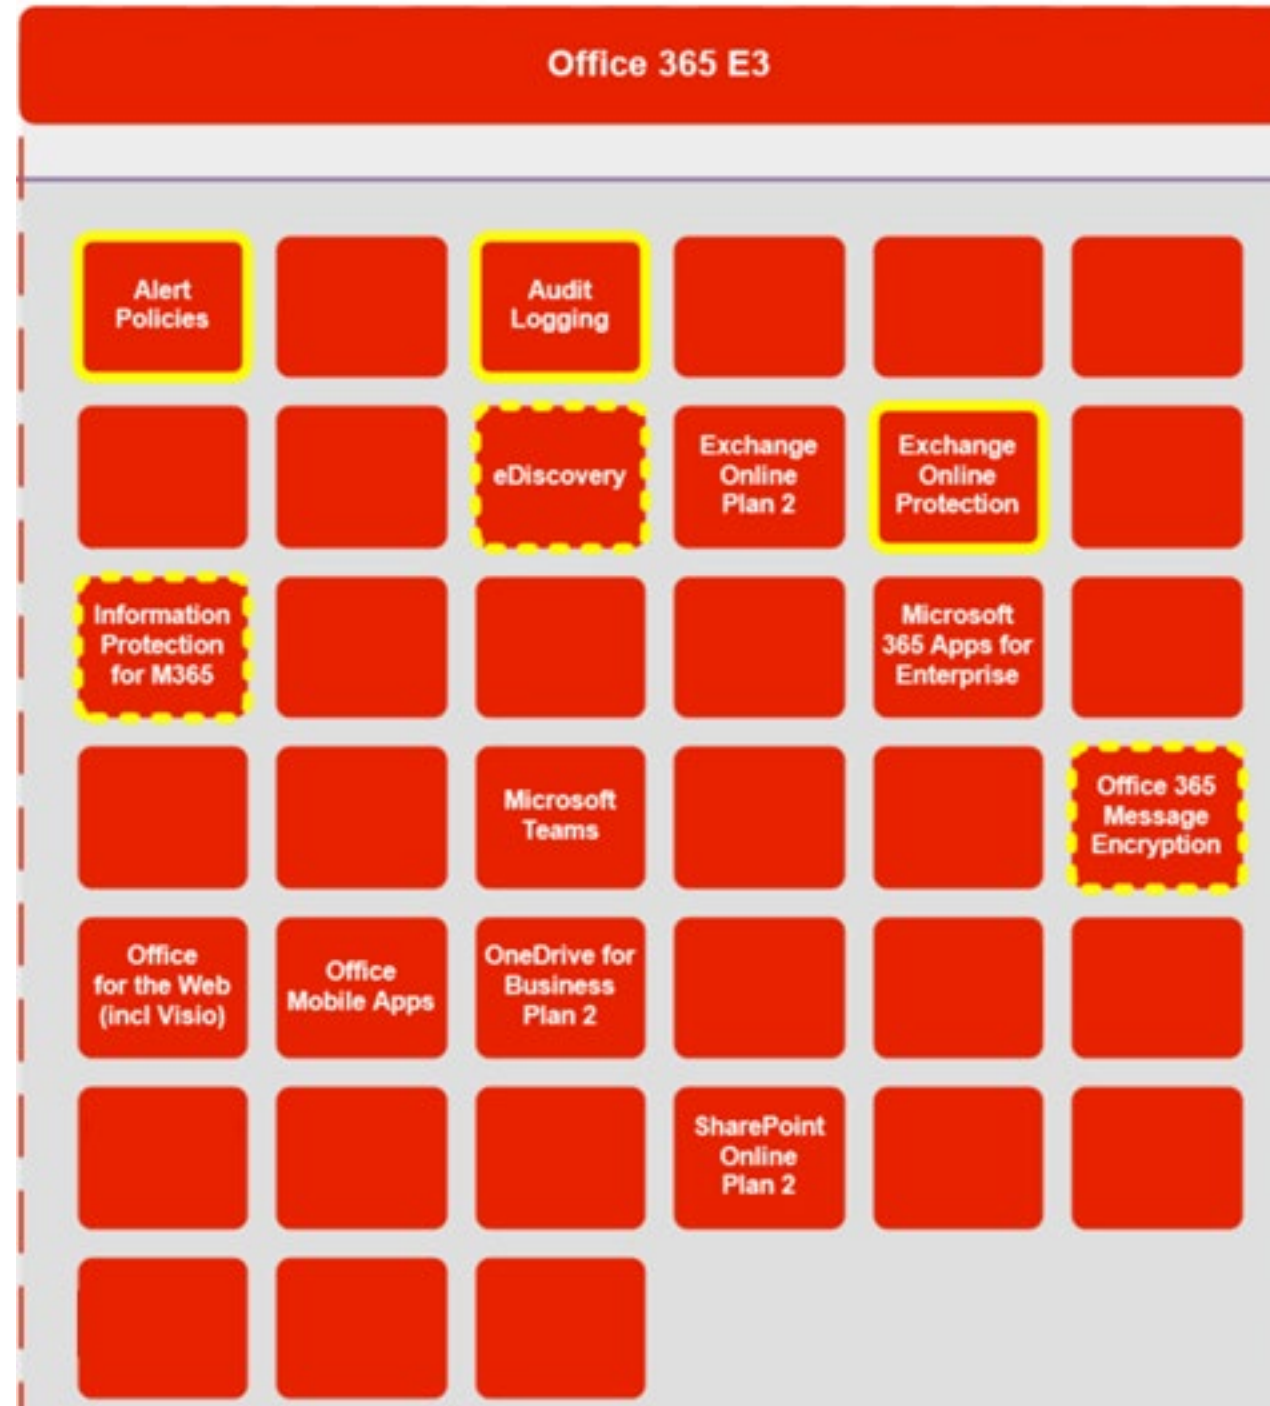 Office 365 E3
Alert
Policies
Audit
Logging
eDiscovery
Exchange
Online
Plan 2
Exchange
Online
Protection
Information
Protection
for M365
Microsoft
365 Apps for
Enterprise
Microsoft
Teams
Office 365
Message
Encryption
Office
for the Web
(incl Visio)
Office
Mobile Apps
OneDrive for
Business
Plan 2
SharePoint
Online
Plan 2